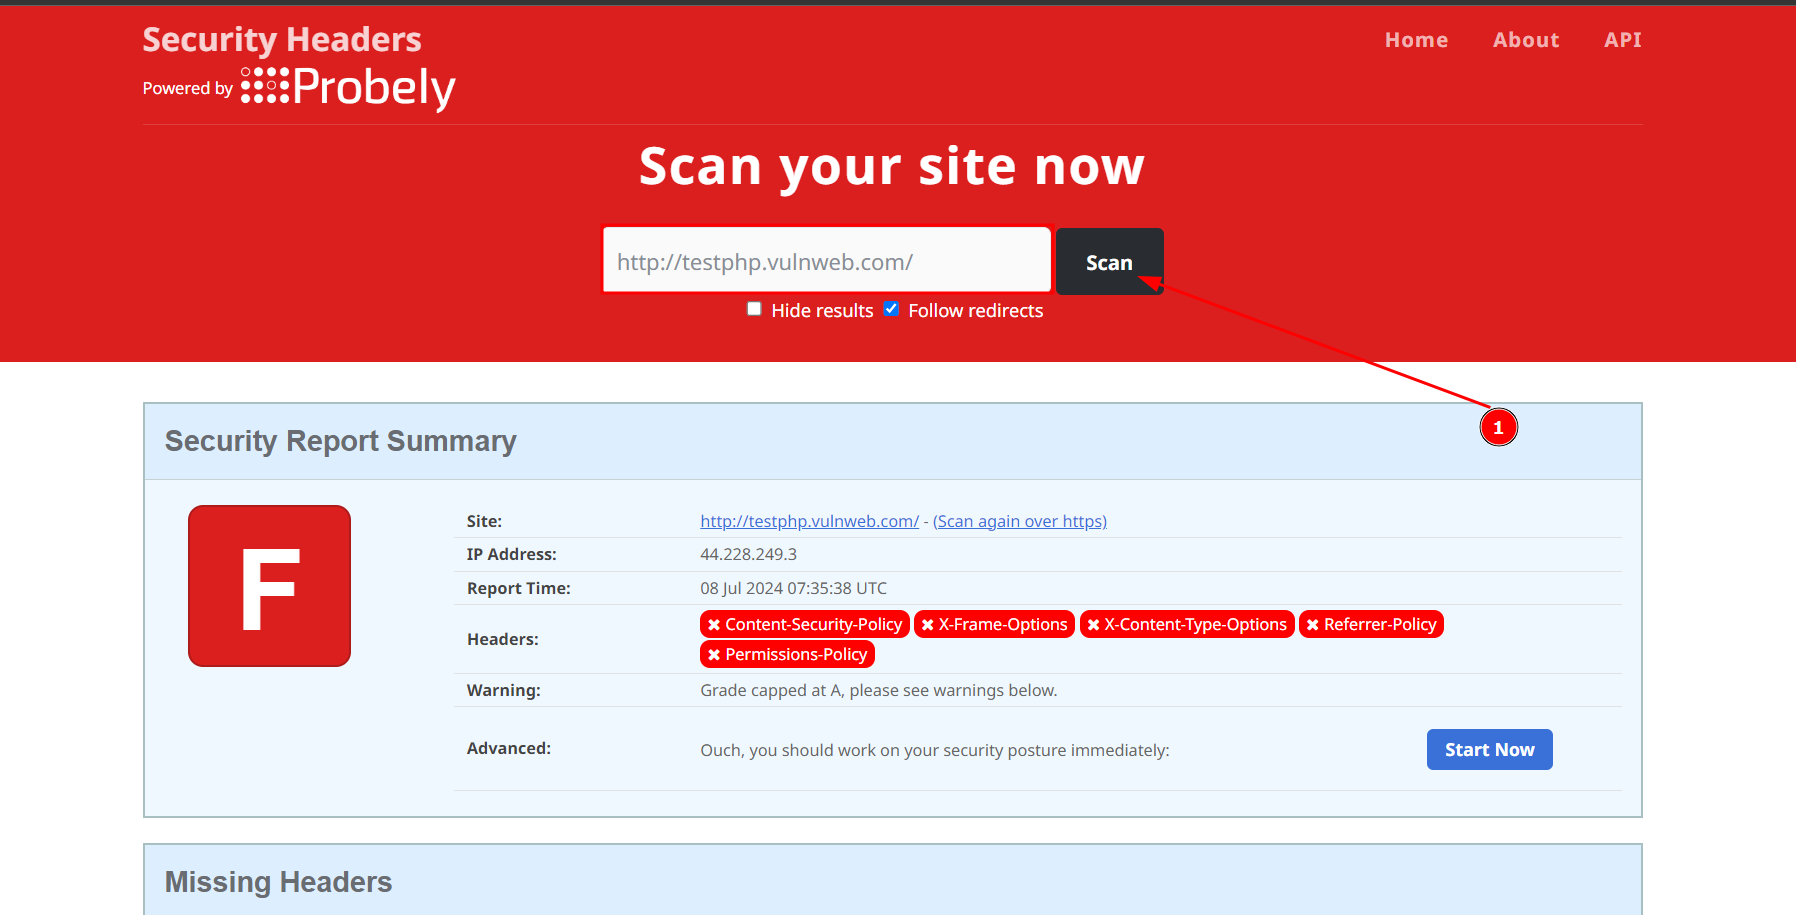 Security Headers
Home About API
Powered by Probely
Scan your site now
http://testphp.vulnweb.com/ Scan
Hide results Follow redirects
1
Security Report Summary
F
Site: http://testphp.vulnweb.com/ - (Scan again over https)
IP Address: 44.228.249.3
Report Time: 08 Jul 2024 07:35:38 UTC
Headers: ✖ Content-Security-Policy ✖ X-Frame-Options ✖ X-Content-Type-Options ✖ Referrer-Policy
✖ Permissions-Policy
Warning: Grade capped at A, please see warnings below.
Advanced: Ouch, you should work on your security posture immediately: Start Now
Missing Headers